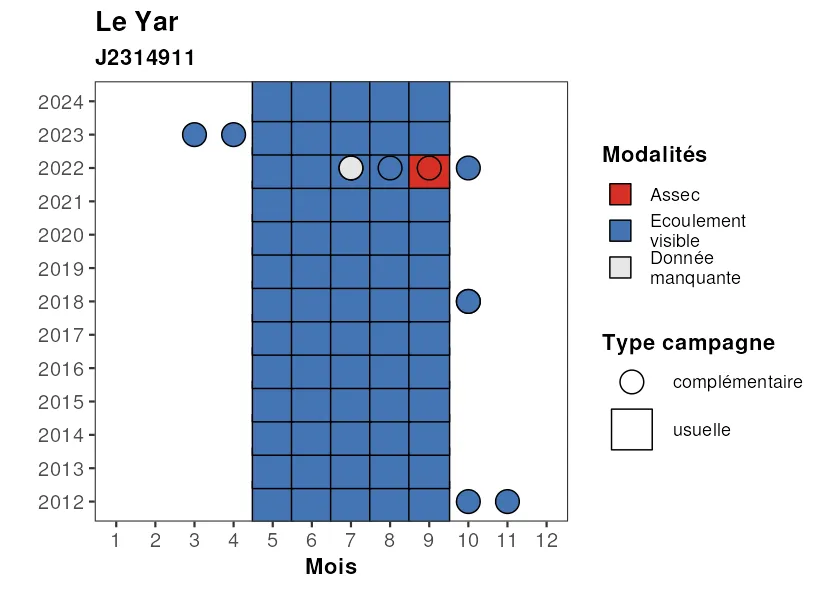 Le Yar
J2314911
2024
2023
2022
2021
2020
2019
2018
2017
2016
2015
2014
2013
2012
1 2 3 4 5 6 7 8 9 10 11 12
Mois
Modalités
Assec
Ecoulement
visible
Donnée
manquante
Type campagne
complémentaire
usuelle